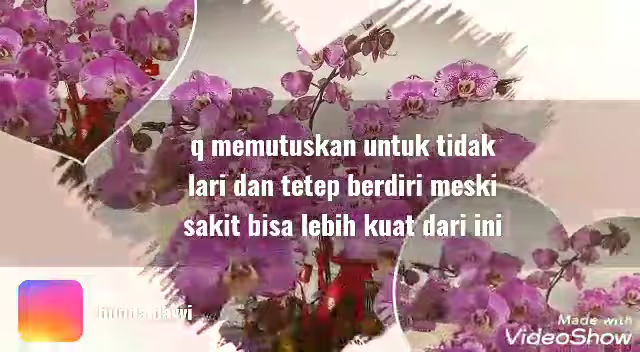 q memutuskan untuk tidak
lari dan tetep berdiri meski
sakit bisa lebih kuat dari ini
Made with
VideoShow